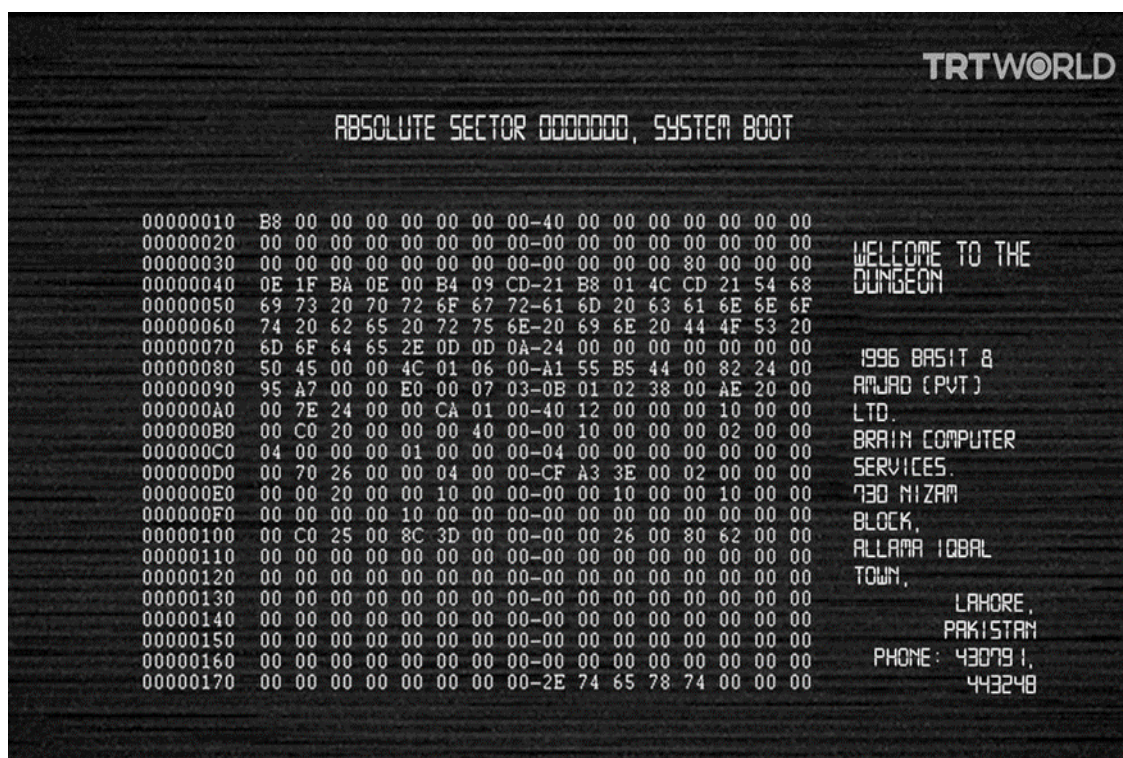 TRTWORLD
ABSOLUTE SECTOR 0000000, SYSTEM BOOT
00000010 B8 00 00 00 00 00 00 00-40 00 00 00 00 00 00 00
00000020 00 00 00 00 00 00 00 00-00 00 00 00 00 00 00 00
00000030 00 00 00 00 00 00 00 00-00 00 00 00 80 00 00 00
00000040 0E 1F BA 0E 00 B4 09 CD-21 B8 01 4C CD 21 54 68
00000050 69 73 20 70 72 6F 67 72-61 6D 20 63 61 6E 6E 6F
00000060 74 20 62 65 20 72 75 6E-20 69 6E 20 44 4F 53 20
00000070 6D 6F 64 65 2E 0D 0D 0A-24 00 00 00 00 00 00 00
00000080 50 45 00 00 4C 01 06 00-A1 55 B5 44 00 82 24 00
00000090 95 A7 00 00 E0 00 07 03-0B 01 02 38 00 AE 20 00
000000A0 00 7E 24 00 00 CA 01 00-40 12 00 00 00 10 00 00
000000B0 00 C0 20 00 00 00 40 00-00 10 00 00 00 02 00 00
000000C0 04 00 00 00 01 00 00 00-04 00 00 00 00 00 00 00
000000D0 00 70 26 00 00 04 00 00-CF A3 3E 00 02 00 00 00
000000E0 00 00 20 00 00 10 00 00-00 00 10 00 00 10 00 00
000000F0 00 00 00 00 10 00 00 00-00 00 00 00 00 00 00 00
00000100 00 C0 25 00 8C 3D 00 00-00 00 26 00 80 62 00 00
00000110 00 00 00 00 00 00 00 00-00 00 00 00 00 00 00 00
00000120 00 00 00 00 00 00 00 00-00 00 00 00 00 00 00 00
00000130 00 00 00 00 00 00 00 00-00 00 00 00 00 00 00 00
00000140 00 00 00 00 00 00 00 00-00 00 00 00 00 00 00 00
00000150 00 00 00 00 00 00 00 00-00 00 00 00 00 00 00 00
00000160 00 00 00 00 00 00 00 00-00 00 00 00 00 00 00 00
00000170 00 00 00 00 00 00 00 00-2E 74 65 78 74 00 00 00
WELCOME TO THE
DUNGEON
1996 BASIT &
AMJAD (PVT)
LTD.
BRAIN COMPUTER
SERVICES.
730 NIZAM
BLOCK,
ALLAMA IQBAL
TOWN,
LAHORE,
PAKISTAN
PHONE: 430791,
443248